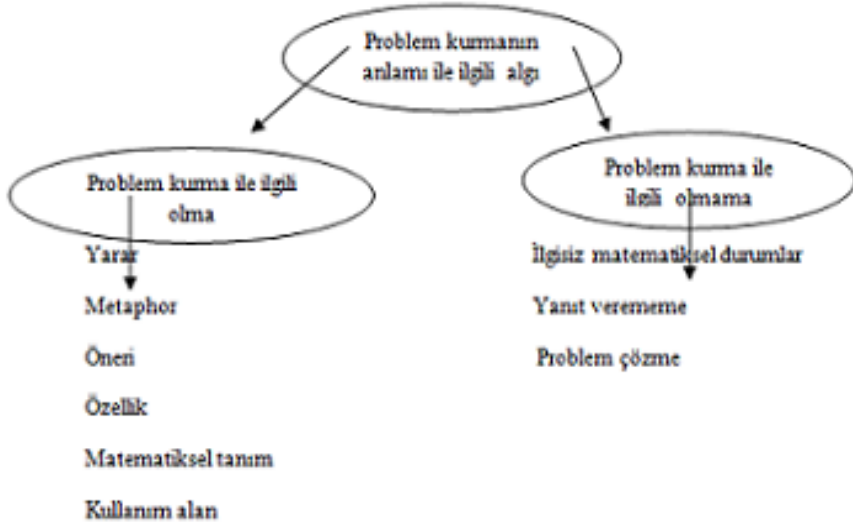 Problem kurmanın
anlamı ile ilgili algı
Problem kurma ile ilgili
olma
Problem kurma ile
ilgili olmama
Yarar
Metaphor
Öneri
Özellik
Matematiksel tanım
Kullanım alan
İlgisiz matematiksel durumlar
Yanıt verememe
Problem çözme